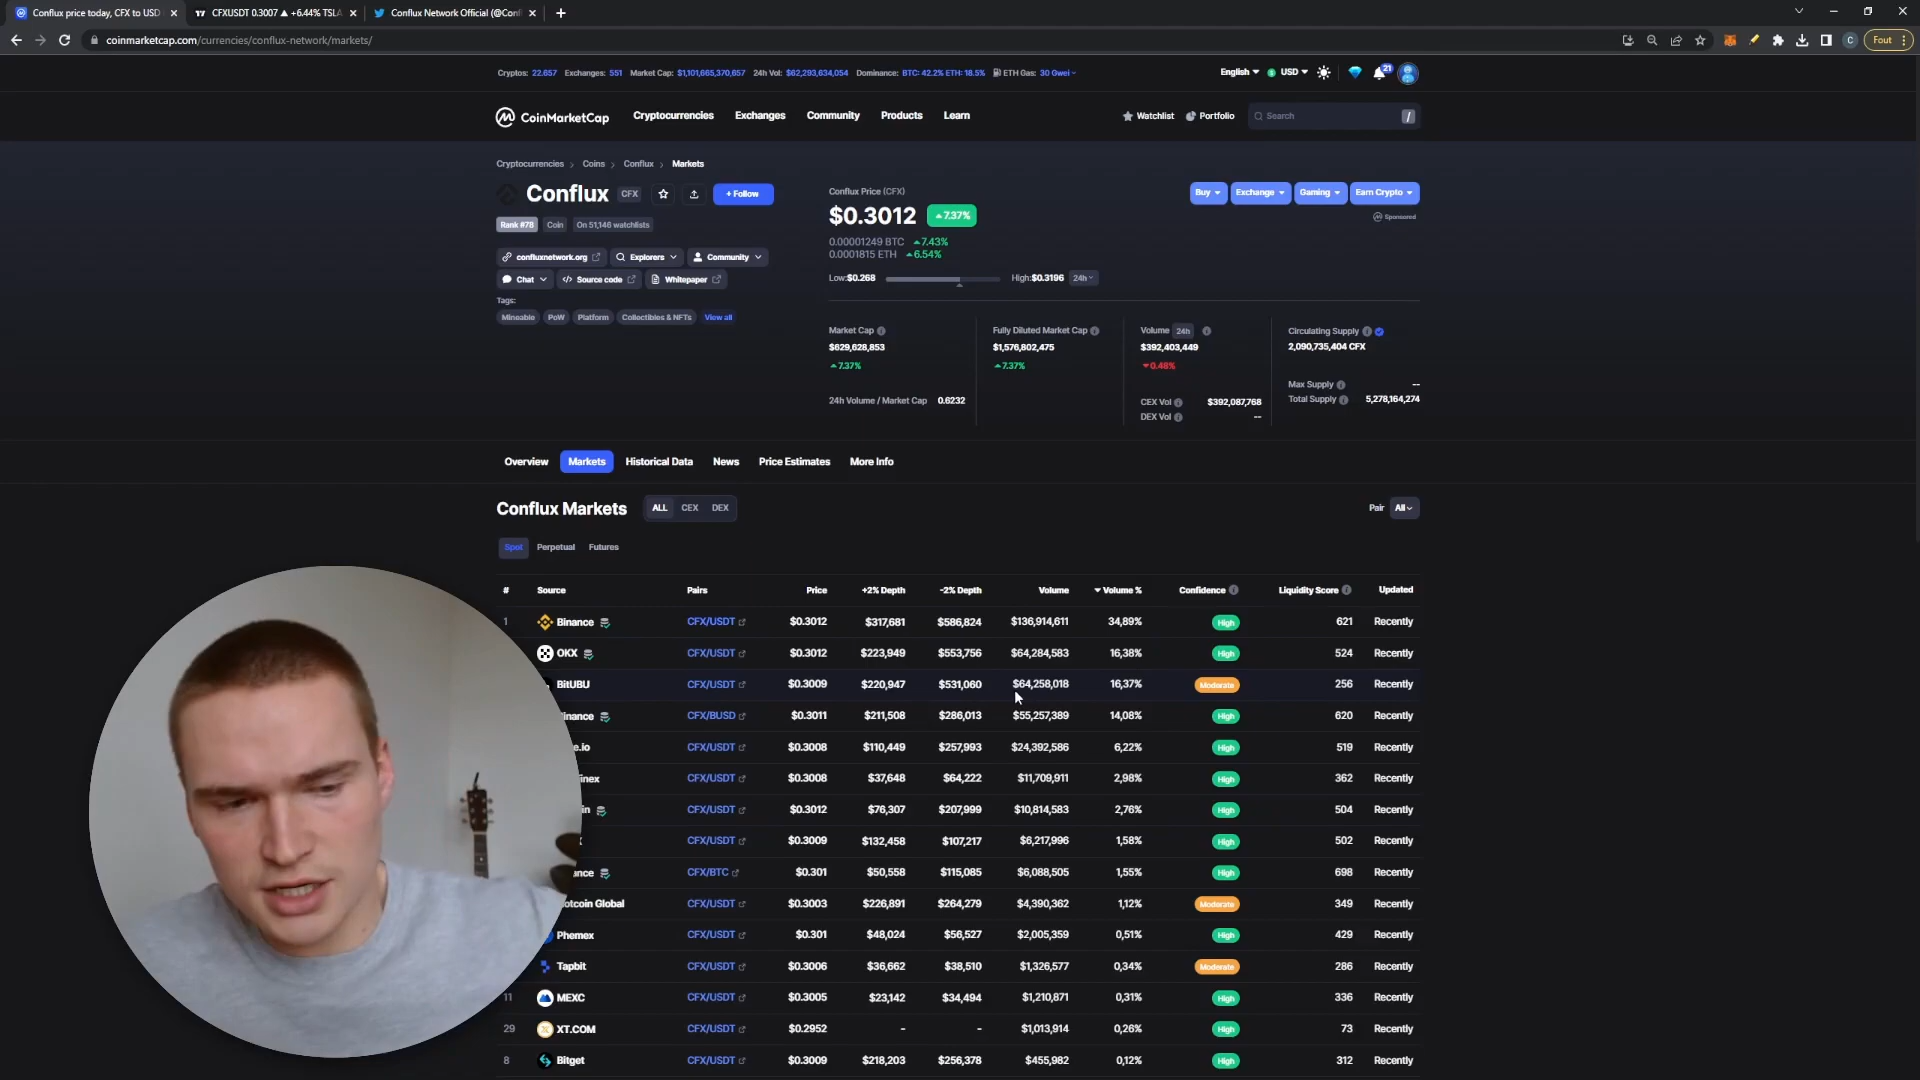 Conflux price today, CFX to USD
CFXUSDT 0.3007 ▲ +6.44% TSLA
Conflux Network Official (@Conf
coinmarketcap.com/currencies/conflux-network/markets/
C
Fout
Cryptos: 22.657 Exchanges: 551 Market Cap: $1,101,665,370,657 24h Vol: $62,293,634,054 Dominance: BTC: 42.2% ETH: 18.5% ETH Gas: 30 Gwei
English USD 21
CoinMarketCap Cryptocurrencies Exchanges Community Products Learn Watchlist Portfolio Search /
Cryptocurrencies > Coins > Conflux > Markets
Conflux CFX + Follow
Rank #78 Coin On 51,146 watchlists
confluxnetwork.org Explorers Community
Chat Source code Whitepaper
Tags:
Mineable PoW Platform Collectibles & NFTs View all
Conflux Price (CFX)
$0.3012 7.37%
0.00001249 BTC 7.43%
0.0001815 ETH 6.54%
Low:$0.268 High:$0.3196 24h
Buy Exchange Gaming Earn Crypto
Sponsored
Market Cap
$629,628,853
7.37%
24h Volume / Market Cap 0.6232
Fully Diluted Market Cap
$1,576,802,475
7.37%
Volume 24h
$392,403,449
0.48%
CEX Vol $392,087,768
DEX Vol --
Circulating Supply
2,090,735,404 CFX
Max Supply --
Total Supply 5,278,164,274
Overview Markets Historical Data News Price Estimates More Info
Conflux Markets ALL CEX DEX Pair All
Spot Perpetual Futures
# Source Pairs Price +2% Depth -2% Depth Volume Volume % Confidence Liquidity Score Updated
1 Binance CFX/USDT $0.3012 $317,681 $586,824 $136,914,611 34,89% High 621 Recently
OKX CFX/USDT $0.3012 $223,949 $553,756 $64,284,583 16,38% High 524 Recently
BitUBU CFX/USDT $0.3009 $220,947 $531,060 $64,258,018 16,37% Moderate 256 Recently
inance CFX/BUSD $0.3011 $211,508 $286,013 $55,257,389 14,08% High 620 Recently
e.io CFX/USDT $0.3008 $110,449 $257,993 $24,392,586 6,22% High 519 Recently
inex CFX/USDT $0.3008 $37,648 $64,222 $11,709,911 2,98% High 362 Recently
in CFX/USDT $0.3012 $76,307 $207,999 $10,814,583 2,76% High 504 Recently
X CFX/USDT $0.3009 $132,458 $107,217 $6,217,996 1,58% High 502 Recently
nce CFX/BTC $0.301 $50,558 $115,085 $6,088,505 1,55% High 698 Recently
otcoin Global CFX/USDT $0.3003 $226,891 $264,279 $4,390,362 1,12% Moderate 349 Recently
Phemex CFX/USDT $0.301 $48,024 $56,527 $2,005,359 0,51% High 429 Recently
Tapbit CFX/USDT $0.3006 $36,662 $38,510 $1,326,577 0,34% Moderate 286 Recently
11 MEXC CFX/USDT $0.3005 $23,142 $34,494 $1,210,871 0,31% High 336 Recently
29 XT.COM CFX/USDT $0.2952 - - $1,013,914 0,26% High 73 Recently
8 Bitget CFX/USDT $0.3009 $218,203 $256,378 $455,982 0,12% High 312 Recently